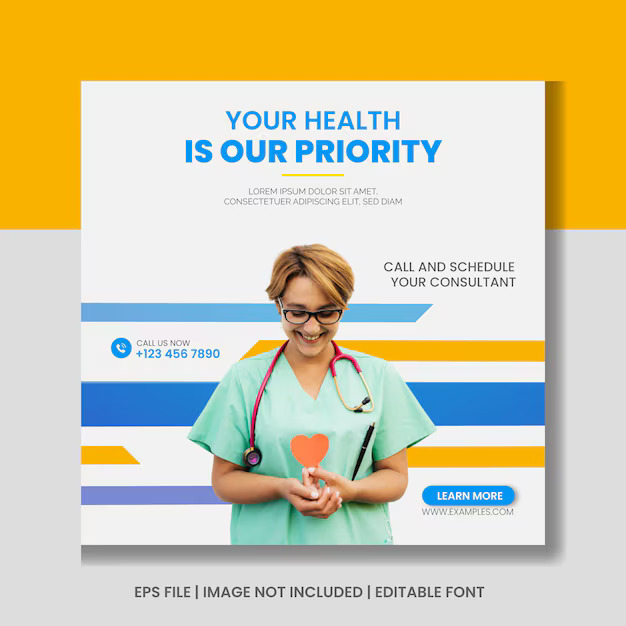 YOUR HEALTH
IS OUR PRIORITY
LOREM IPSUM DOLOR SIT AMET,
CONSECTETUER ADIPISCING ELIT, SED DIAM
CALL AND SCHEDULE
YOUR CONSULTANT
CALL US NOW
+123 456 7890
LEARN MORE
WWW.EXAMPLES.COM
EPS FILE | IMAGE NOT INCLUDED | EDITABLE FONT